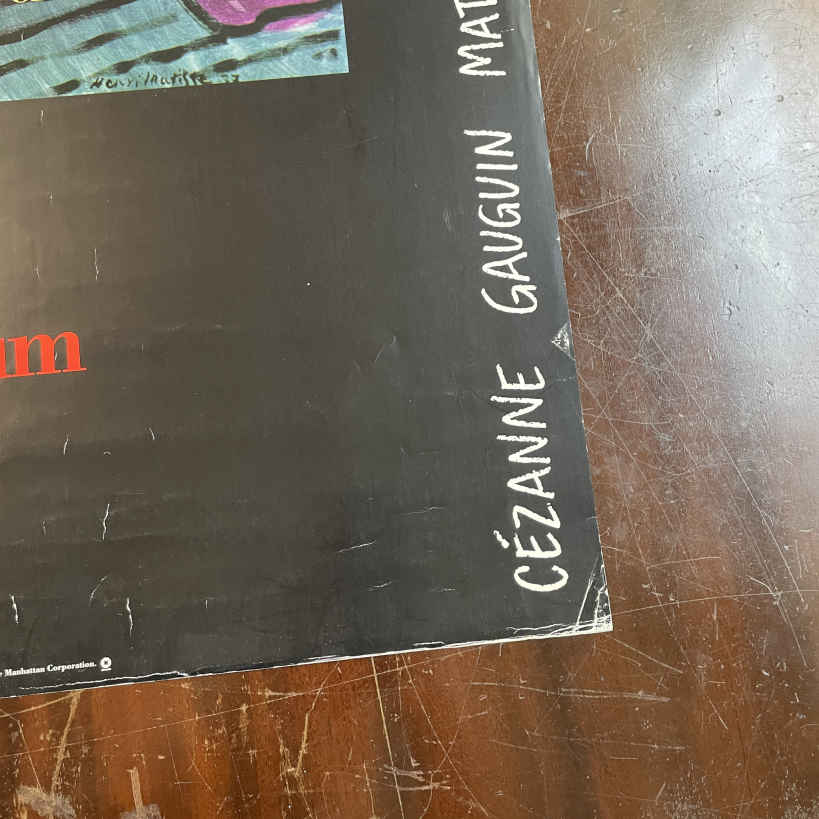 Henri Matisse 37
um
Manhattan Corporation.
CÉZANNE GAUGUIN MAT